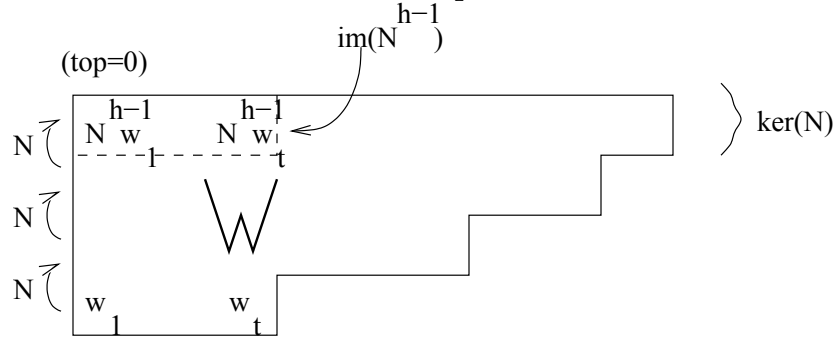 im(N^{h−1})
(top=0)
N^{h−1}w_1 N^{h−1}w_t
ker(N)
N
W
N
N
w_1 w_t